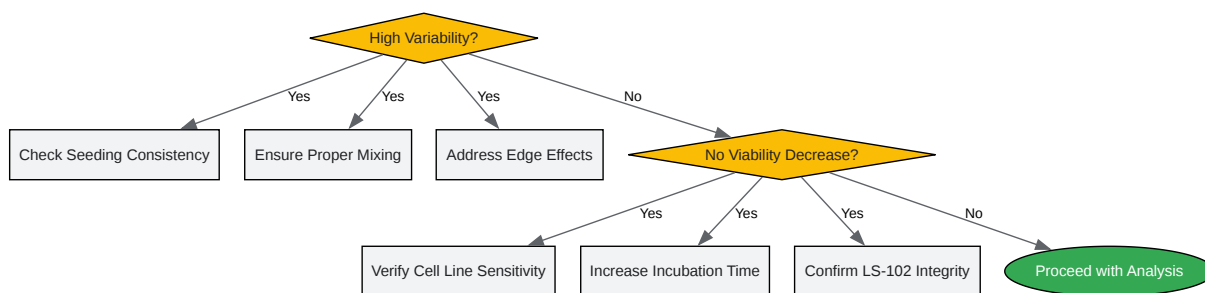 High Variability?
Yes
Yes
Yes
No
Check Seeding Consistency
Ensure Proper Mixing
Address Edge Effects
No Viability Decrease?
Yes
Yes
Yes
No
Verify Cell Line Sensitivity
Increase Incubation Time
Confirm LS-102 Integrity
Proceed with Analysis